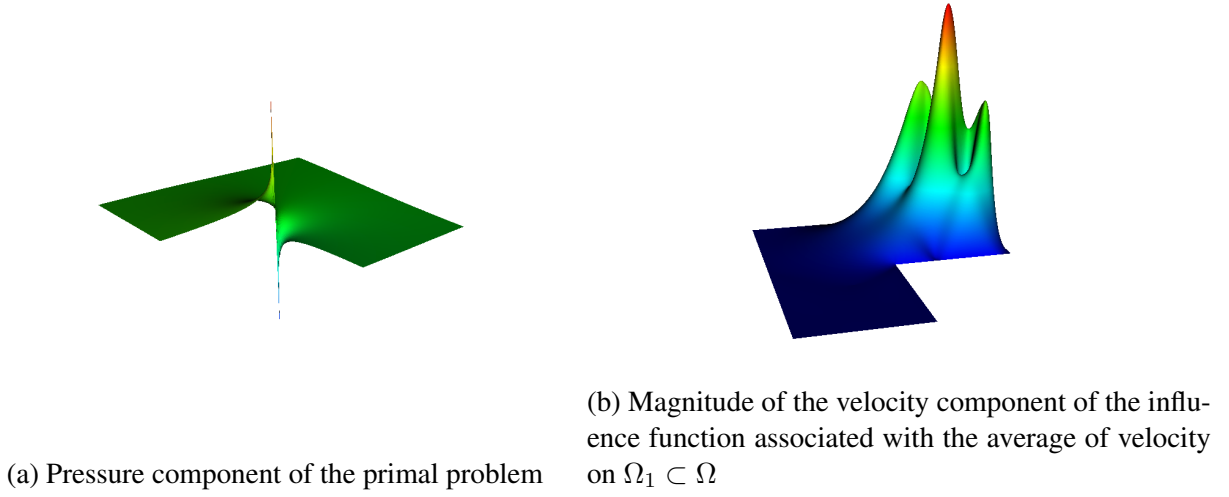 (a) Pressure component of the primal problem
(b) Magnitude of the velocity component of the influ-
ence function associated with the average of velocity
on Ω₁ ⊂ Ω